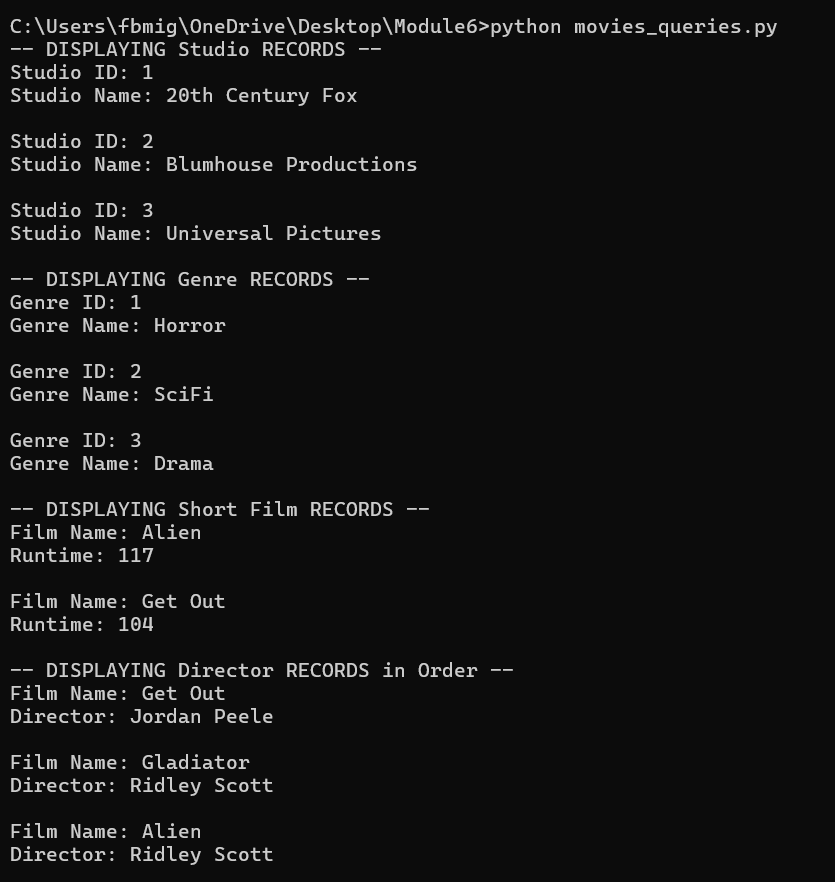 C:\Users\fbmig\OneDrive\Desktop\Module6>python movies_queries.py
-- DISPLAYING Studio RECORDS --
Studio ID: 1
Studio Name: 20th Century Fox
Studio ID: 2
Studio Name: Blumhouse Productions
Studio ID: 3
Studio Name: Universal Pictures
-- DISPLAYING Genre RECORDS --
Genre ID: 1
Genre Name: Horror
Genre ID: 2
Genre Name: SciFi
Genre ID: 3
Genre Name: Drama
-- DISPLAYING Short Film RECORDS --
Film Name: Alien
Runtime: 117
Film Name: Get Out
Runtime: 104
-- DISPLAYING Director RECORDS in Order --
Film Name: Get Out
Director: Jordan Peele
Film Name: Gladiator
Director: Ridley Scott
Film Name: Alien
Director: Ridley Scott